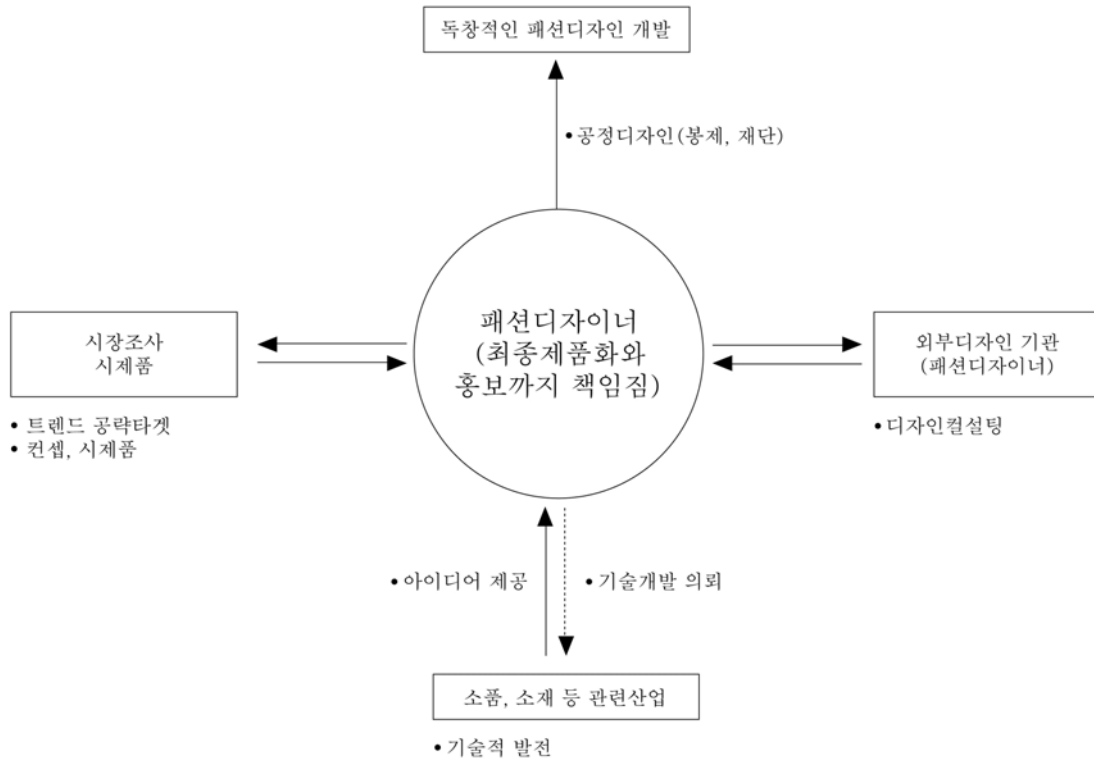 독창적인 패션디자인 개발
• 공정디자인(봉제, 재단)
패션디자이너
(최종제품화와
홍보까지 책임짐)
시장조사
시제품
• 트렌드 공략타겟
• 컨셉, 시제품
외부디자인 기관
(패션디자이너)
• 디자인컬설팅
• 아이디어 제공
• 기술개발 의뢰
소품, 소재 등 관련산업
• 기술적 발전